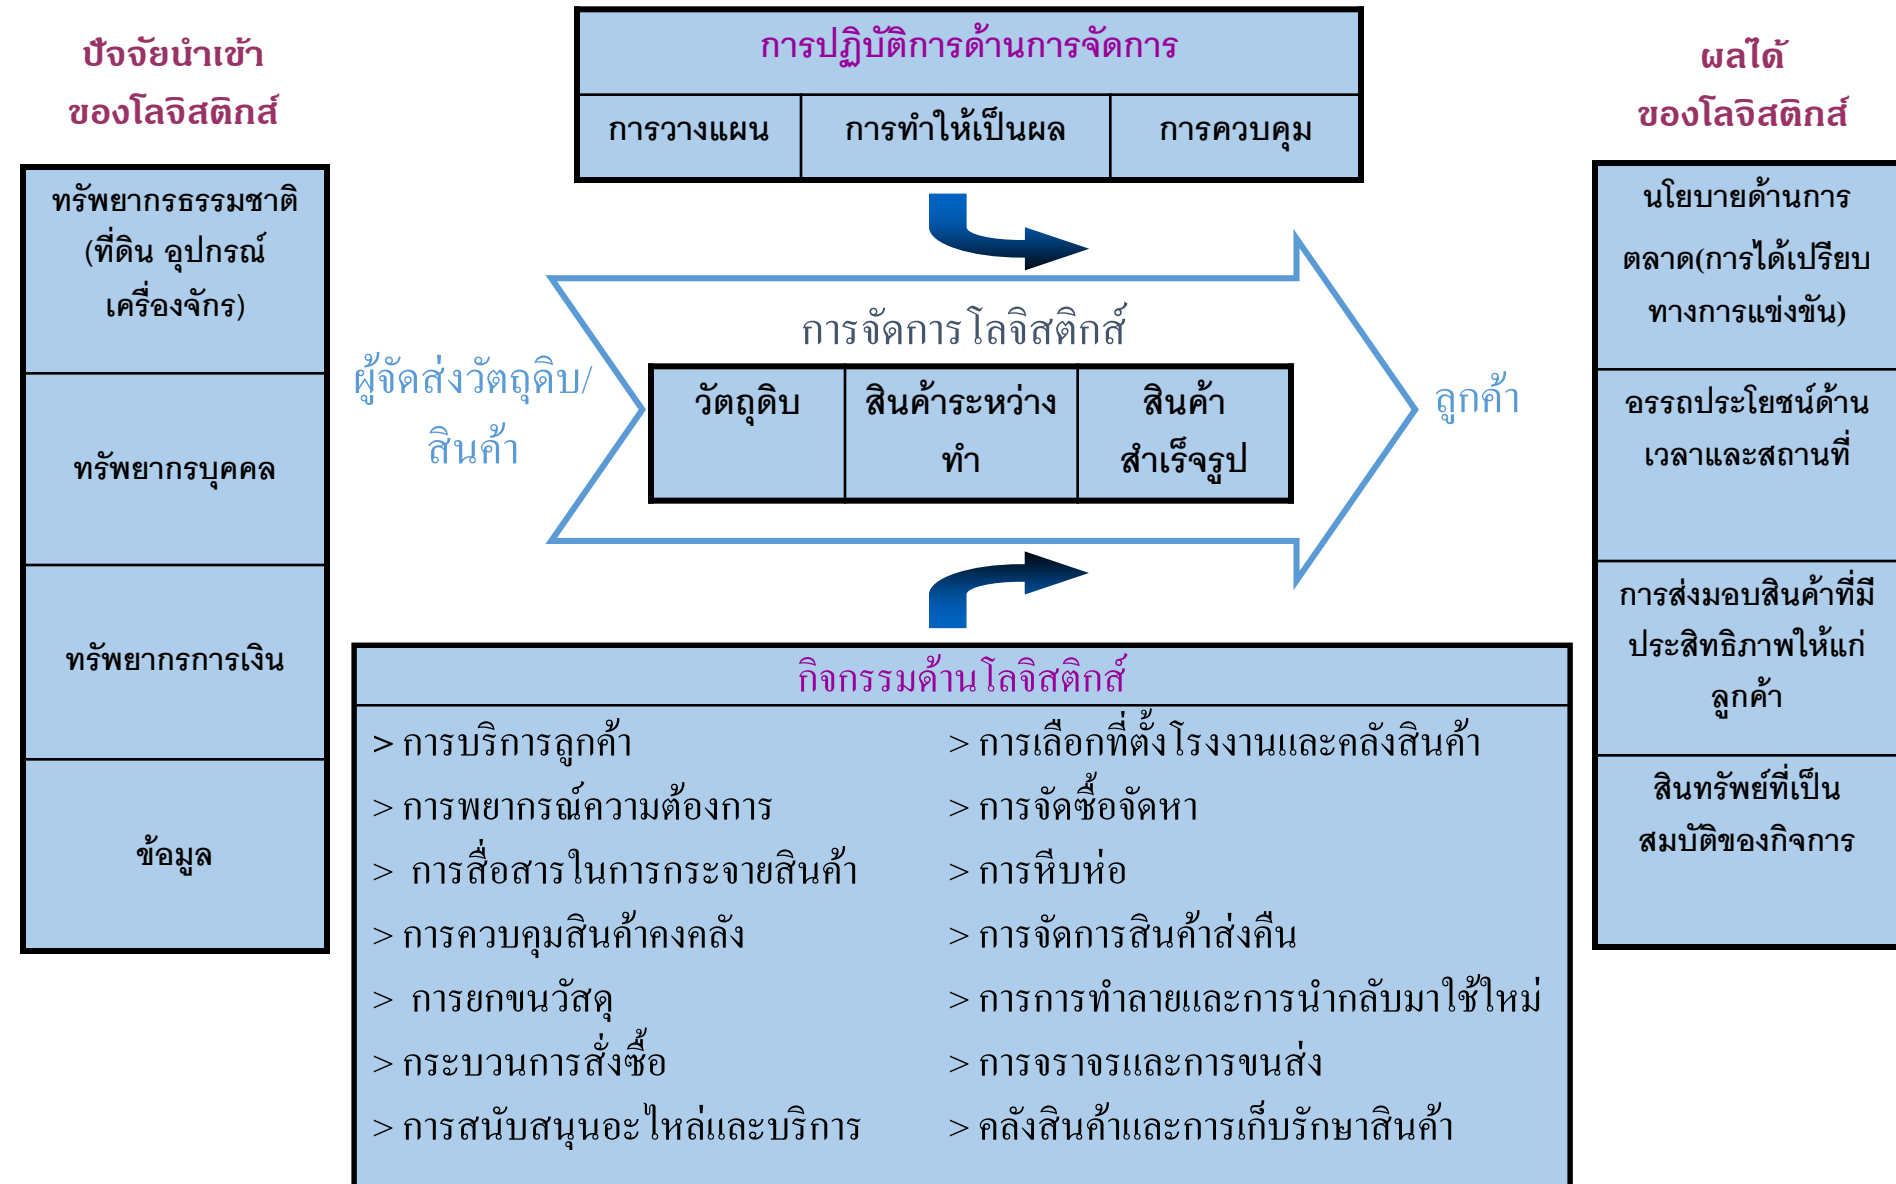 ปัจจัยนำเข้า
ของโลจิสติกส์
ทรัพยากรธรรมชาติ
(ที่ดิน อุปกรณ์
เครื่องจักร)
ทรัพยากรบุคคล
ทรัพยากรการเงิน
ข้อมูล
การปฏิบัติการด้านการจัดการ
การวางแผน
การทำให้เป็นผล
การควบคุม
ผู้จัดส่งวัตถุดิบ/
สินค้า
การจัดการโลจิสติกส์
วัตถุดิบ
สินค้าระหว่าง
ทำ
สินค้า
สำเร็จรูป
ลูกค้า
กิจกรรมด้านโลจิสติกส์
> การบริการลูกค้า
> การพยากรณ์ความต้องการ
> การสื่อสารในการกระจายสินค้า
> การควบคุมสินค้าคงคลัง
> การยกขนวัสดุ
> กระบวนการสั่งซื้อ
> การสนับสนุนอะไหล่และบริการ
> การเลือกที่ตั้งโรงงานและคลังสินค้า
> การจัดซื้อจัดหา
> การหีบห่อ
> การจัดการสินค้าส่งคืน
> การการทำลายและการนำกลับมาใช้ใหม่
> การจราจรและการขนส่ง
> คลังสินค้าและการเก็บรักษาสินค้า
ผลได้
ของโลจิสติกส์
นโยบายด้านการ
ตลาด(การได้เปรียบ
ทางการแข่งขัน)
อรรถประโยชน์ด้าน
เวลาและสถานที่
การส่งมอบสินค้าที่มี
ประสิทธิภาพให้แก่
ลูกค้า
สินทรัพย์ที่เป็น
สมบัติของกิจการ